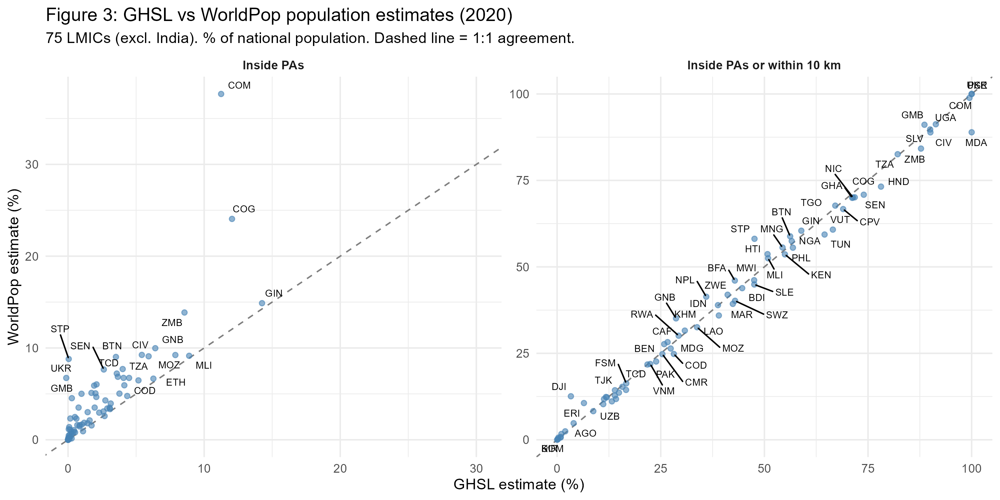 Figure 3: GHSL vs WorldPop population estimates (2020)
75 LMICs (excl. India). % of national population. Dashed line = 1:1 agreement.
Inside PAs
Inside PAs or within 10 km
WorldPop estimate (%)
30
20
10
0
COM
COG
GIN
ZMB
STP
SEN
BTN
CIV
GNB
UKR
TCD
TZA
MOZ
MLI
GMB
COD
ETH
0
10
20
30
100
75
50
25
0
UKR
COM
GMB
UGA
SLV
CIV
MDA
TZA
ZMB
NIC
GHA
COG
HND
TGO
SEN
BTN
GIN
VUT
CPV
STP
MNG
NGA
TUN
HTI
PHL
BFA
MWI
MLI
KEN
NPL
ZWE
SLE
GNB
IDN
BDI
RWA
KHM
MAR
SWZ
CAF
LAO
BEN
MDG
MOZ
FSM
COD
TJK
TCD
PAK
CMR
DJI
VNM
ERI
UZB
AGO
0
25
50
75
100
GHSL estimate (%)